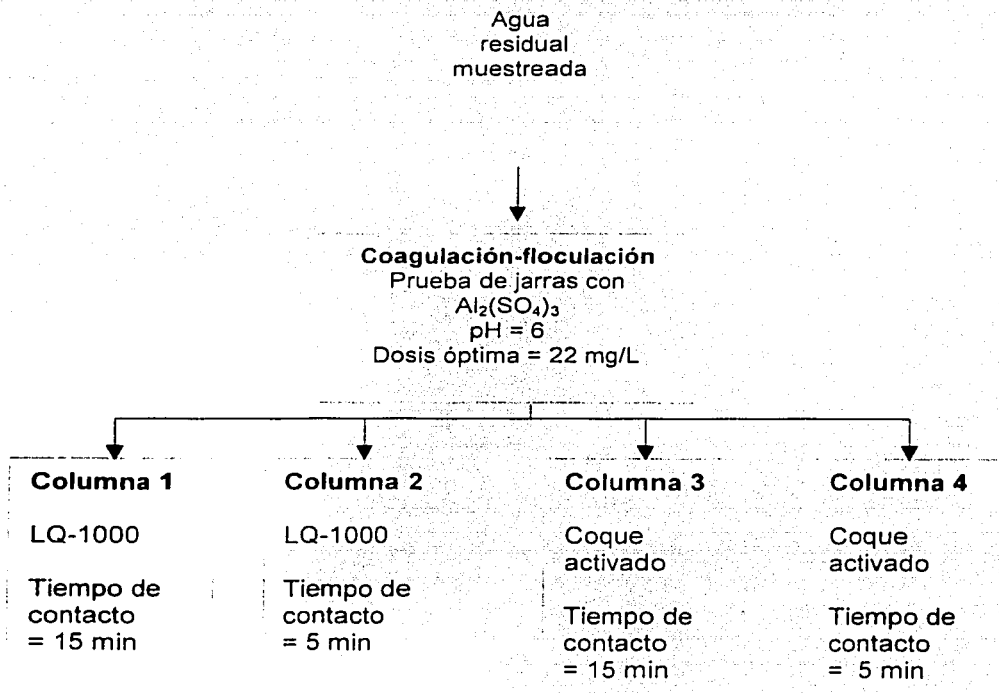 Agua
residual
muestreada
Coagulación-floculación
Prueba de jarras con
Al₂(SO₄)₃
pH = 6
Dosis óptima = 22 mg/L
Columna 1
LQ-1000
Tiempo de
contacto
= 15 min
Columna 2
LQ-1000
Tiempo de
contacto
= 5 min
Columna 3
Coque
activado
Tiempo de
contacto
= 15 min
Columna 4
Coque
activado
Tiempo de
contacto
= 5 min